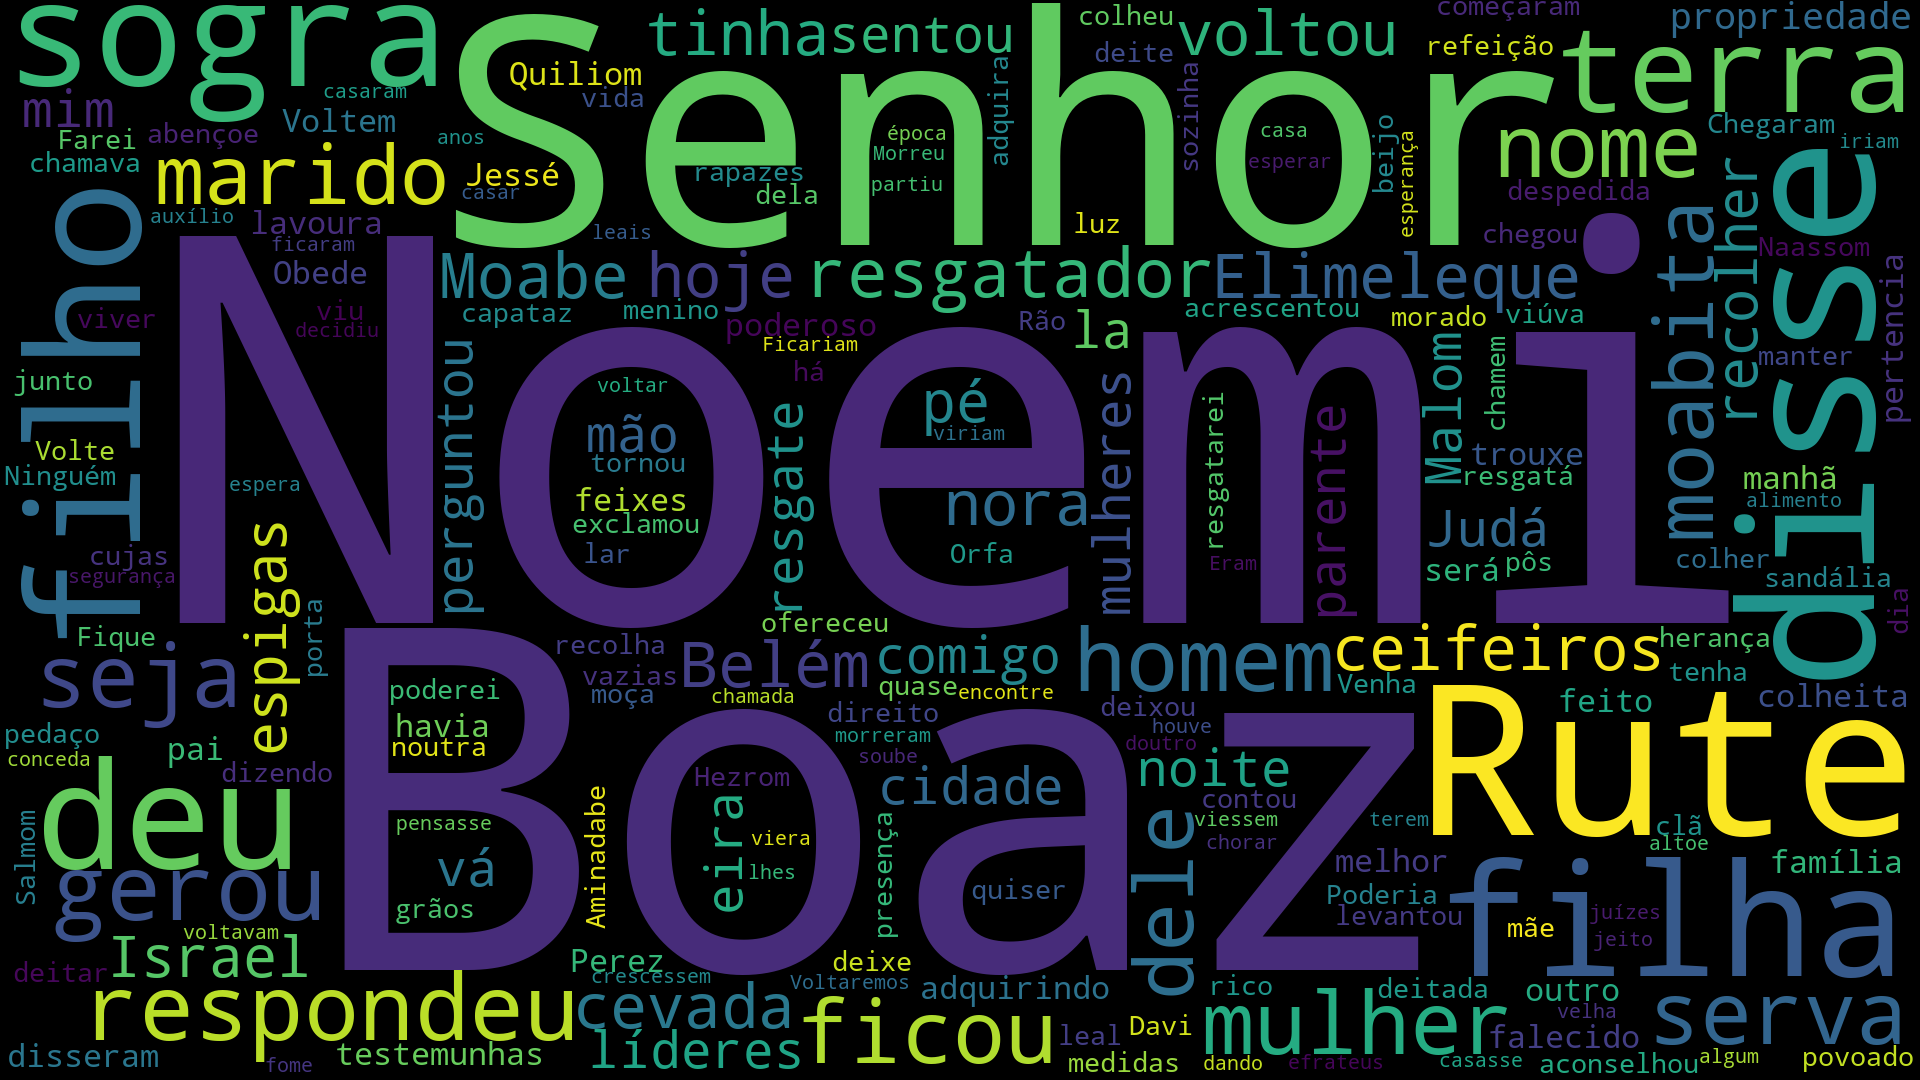 sogra
Senhor
tinha
sentou
colheu
deite
voltou
começaram
refeição
propriedade
terra
mim
casaram
Voltem
Quiliom
vida
anos
Farei
abençoe
chamava
marido
Jessé
casar
época
Morreu
partiu
casa
esperar
adquira
sozinha
beijo
esperança
nome
Chegaram
iriam
rapazes
dela
despedida
auxílio
lavoura
ficaram
leais
luz
chegou
Naassom
filho
Obede
Moabe
hoje
resgatador
Elimeleque
moabita
recolher
disse
viver
viu
decidiu
capataz
menino
poderoso
Ficariam
há
Rão
la
acrescentou
morado
viúva
manter
pertencia
junto
Noemi
perguntou
voltar
mão
tornou
feixes
exclamou
lar
resgate
pé
viriam
nora
Orfa
mulheres
resgatarei
Eram
parente
Malom
chamem
trouxe
resgatá
Judá
será
pôs
manhã
alimento
colher
sandália
dia
Volte
Ninguém
espera
cujas
segurança
espigas
porta
Fique
seja
ofereceu
recolha
vazias
moça
Belém
chamada
comigo
quase
encontre
homem
ceifeiros
Venha
herança
tenha
colheita
pedaço
conceda
pai
dizendo
poderei
havia
noutra
Boaz
direito
morreram
soube
deixou
houve
doutro
feito
Rute
deu
pensasse
Hezrom
viera
lhes
eira
cidade
noite
contou
viessem
chorar
terem
clã
altoe
família
Salmom
gerou
vá
grãos
Aminadabe
presença
quiser
dele
melhor
Poderia
levantou
filha
mãe
juízes
jeito
voltavam
Israel
deitar
Perez
crescessem
deixe
Voltaremos
adquirindo
rico
deitada
outro
velha
serva
respondeu
cevada
ficou
leal
Davi
mulher
falecido
disseram
fome
testemunhas
líderes
medidas
dando
efrateus
casasse
aconselhou
algum
povoado